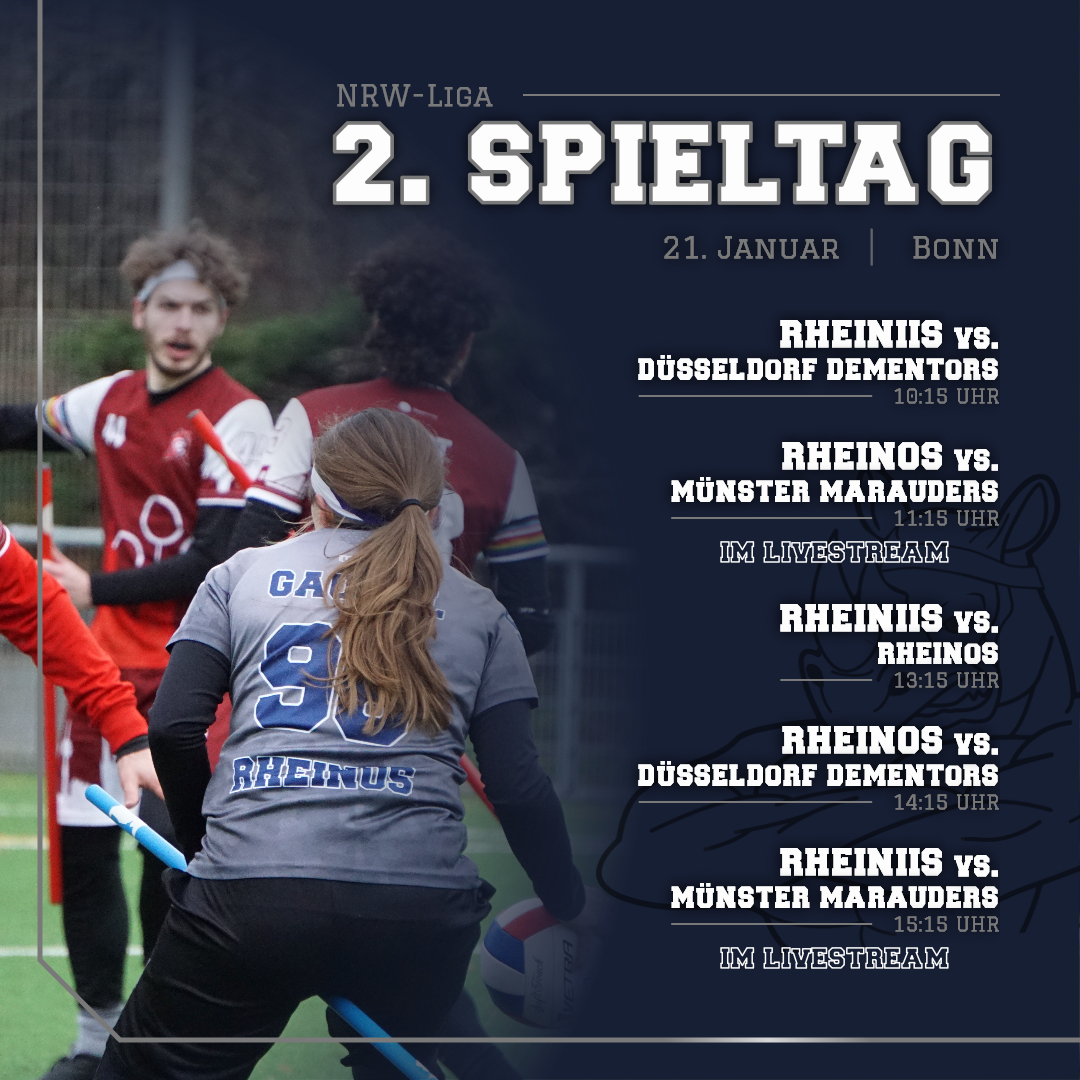 NRW-Liga
2. SPIELTAG
21. Januar | Bonn
RHEINIIS vs.
DÜSSELDORF DEMENTORS
10:15 UHR
RHEINOS vs.
MÜNSTER MARAUDERS
11:15 UHR
IM LIVESTREAM
RHEINIIS vs.
RHEINOS
13:15 UHR
RHEINOS vs.
DÜSSELDORF DEMENTORS
14:15 UHR
RHEINIIS vs.
MÜNSTER MARAUDERS
15:15 UHR
IM LIVESTREAM
44
RHEINUS